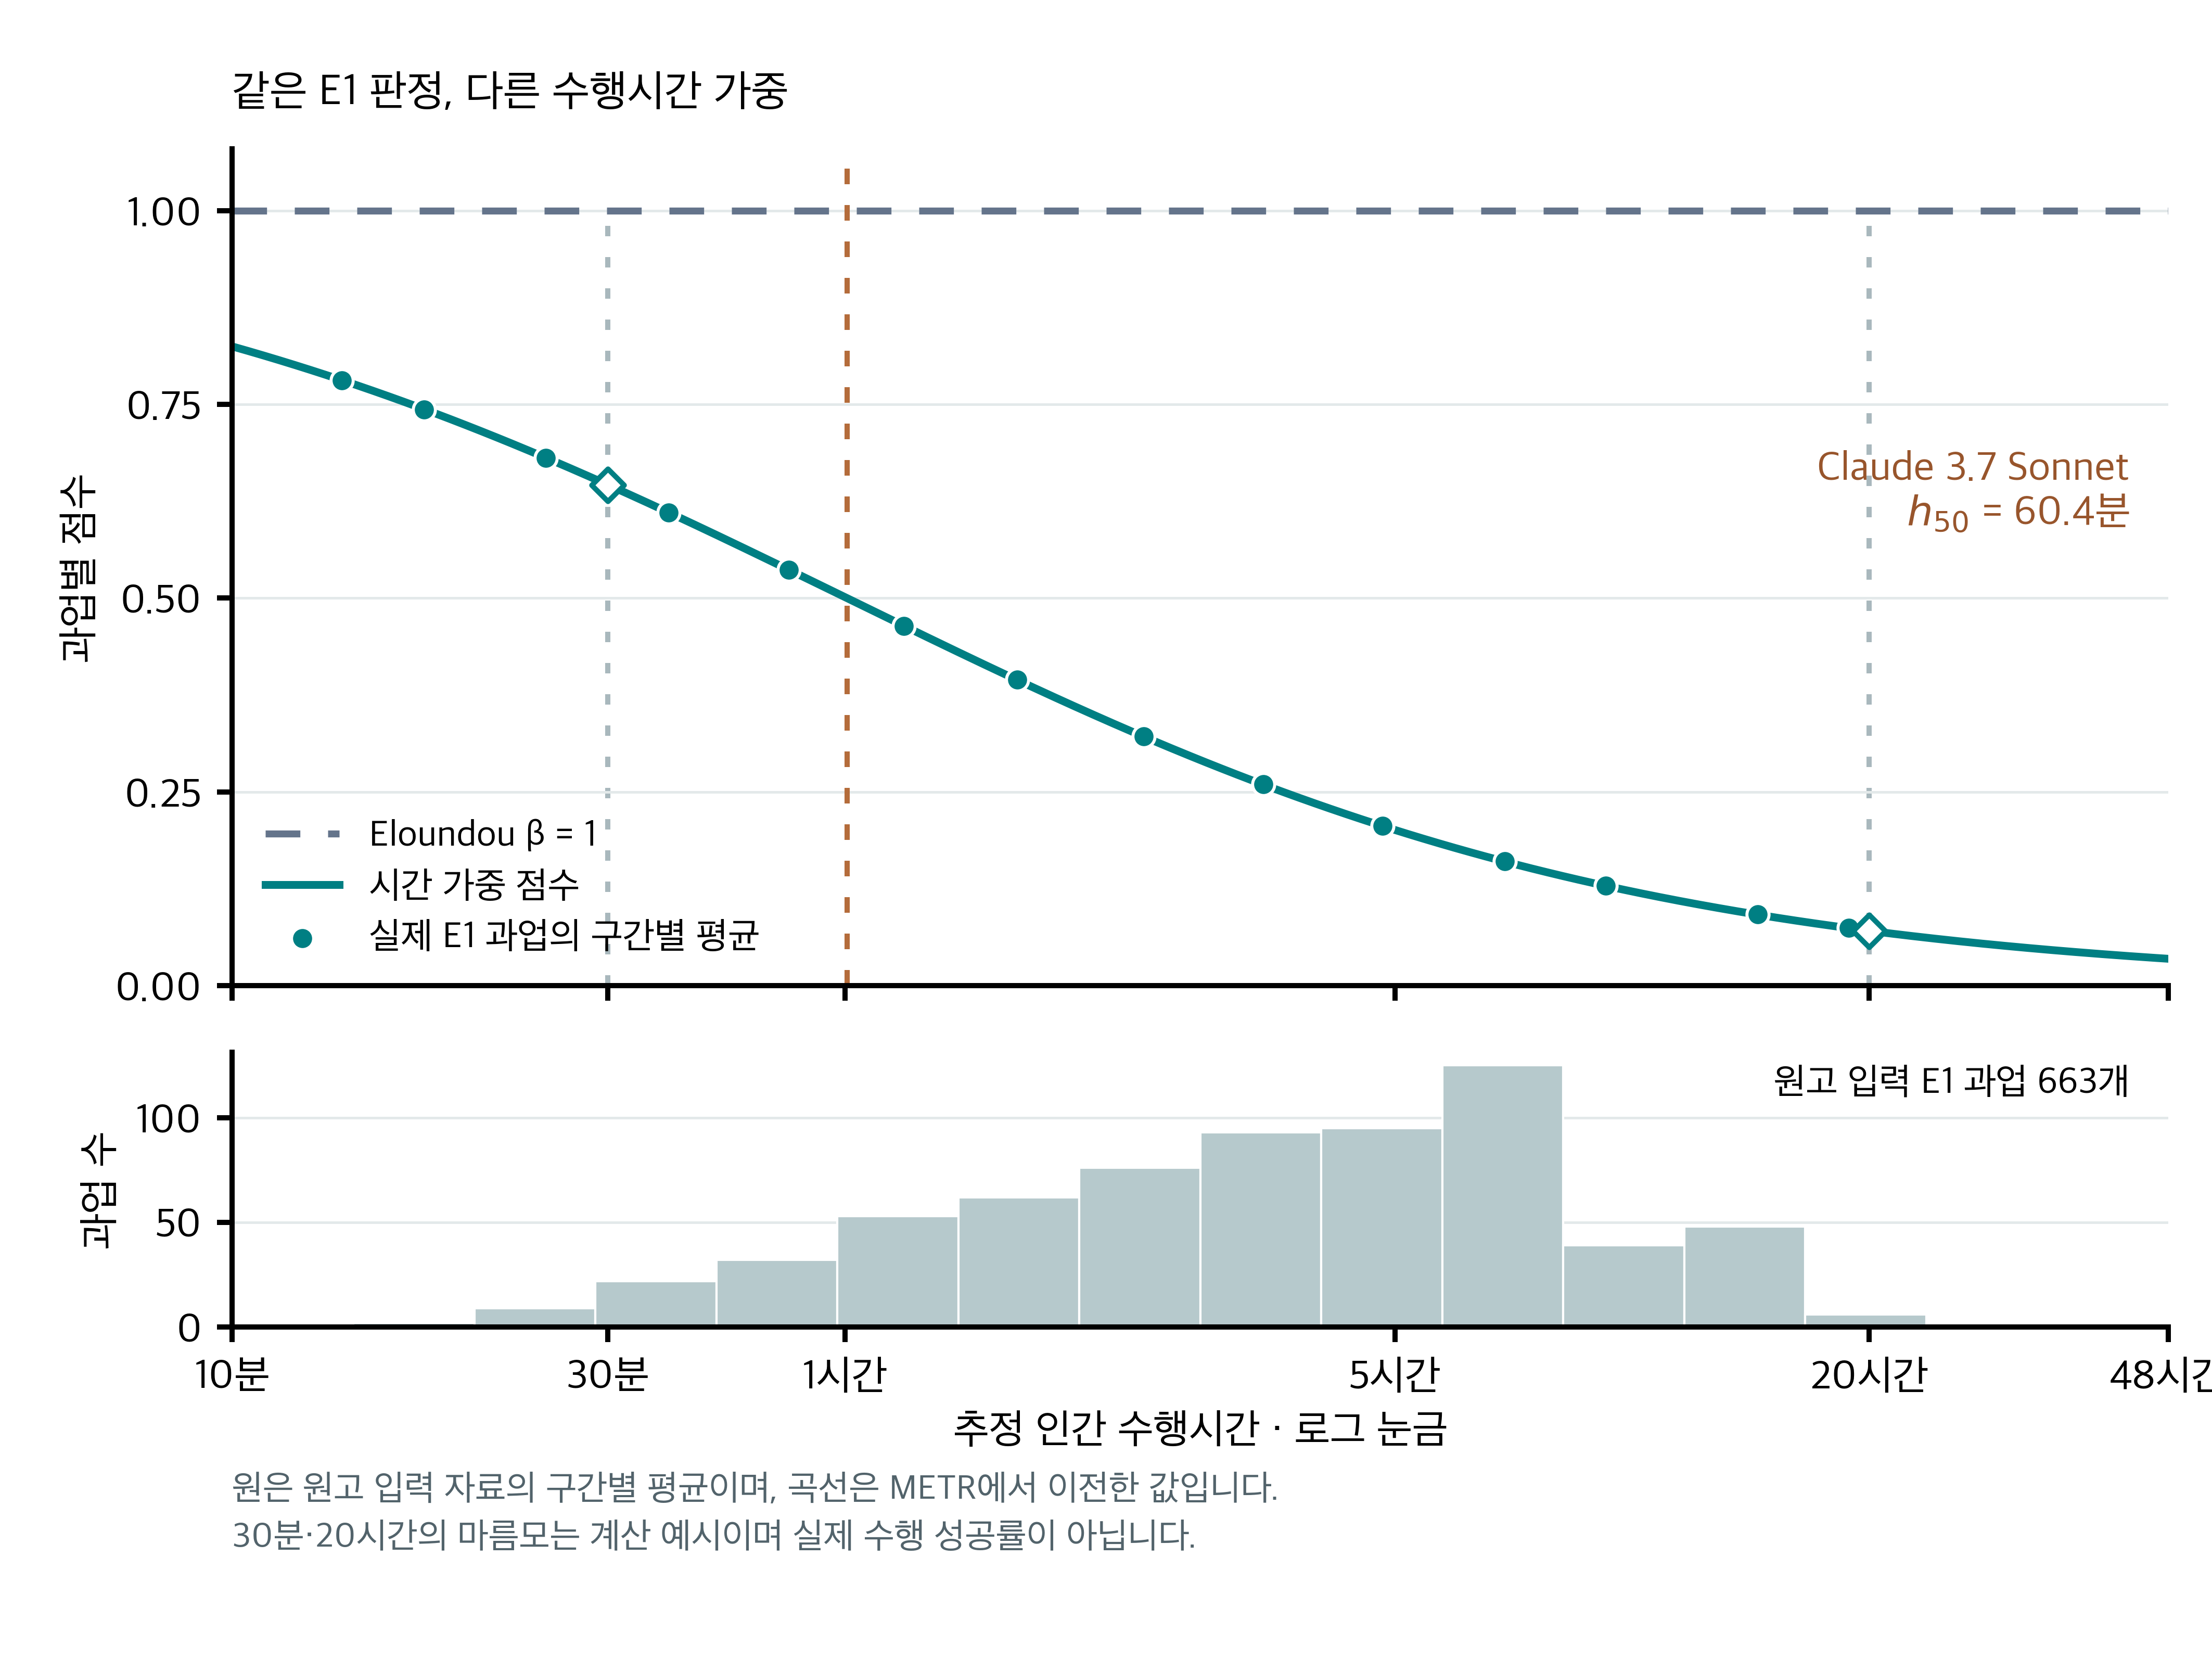 같은 E1 판정, 다른 수행시간 가중
1.00
0.75
0.50
0.25
0.00
과업별 점수
Claude 3.7 Sonnet
h50 = 60.4분
Eloundou β = 1
시간 가중 점수
실제 E1 과업의 구간별 평균
원고 입력 E1 과업 663개
100
50
0
과업 수
10분 30분 1시간 5시간 20시간 48시간
추정 인간 수행시간 · 로그 눈금
원은 원고 입력 자료의 구간별 평균이며, 곡선은 METR에서 이전한 값입니다.
30분·20시간의 마름모는 계산 예시이며 실제 수행 성공률이 아닙니다.